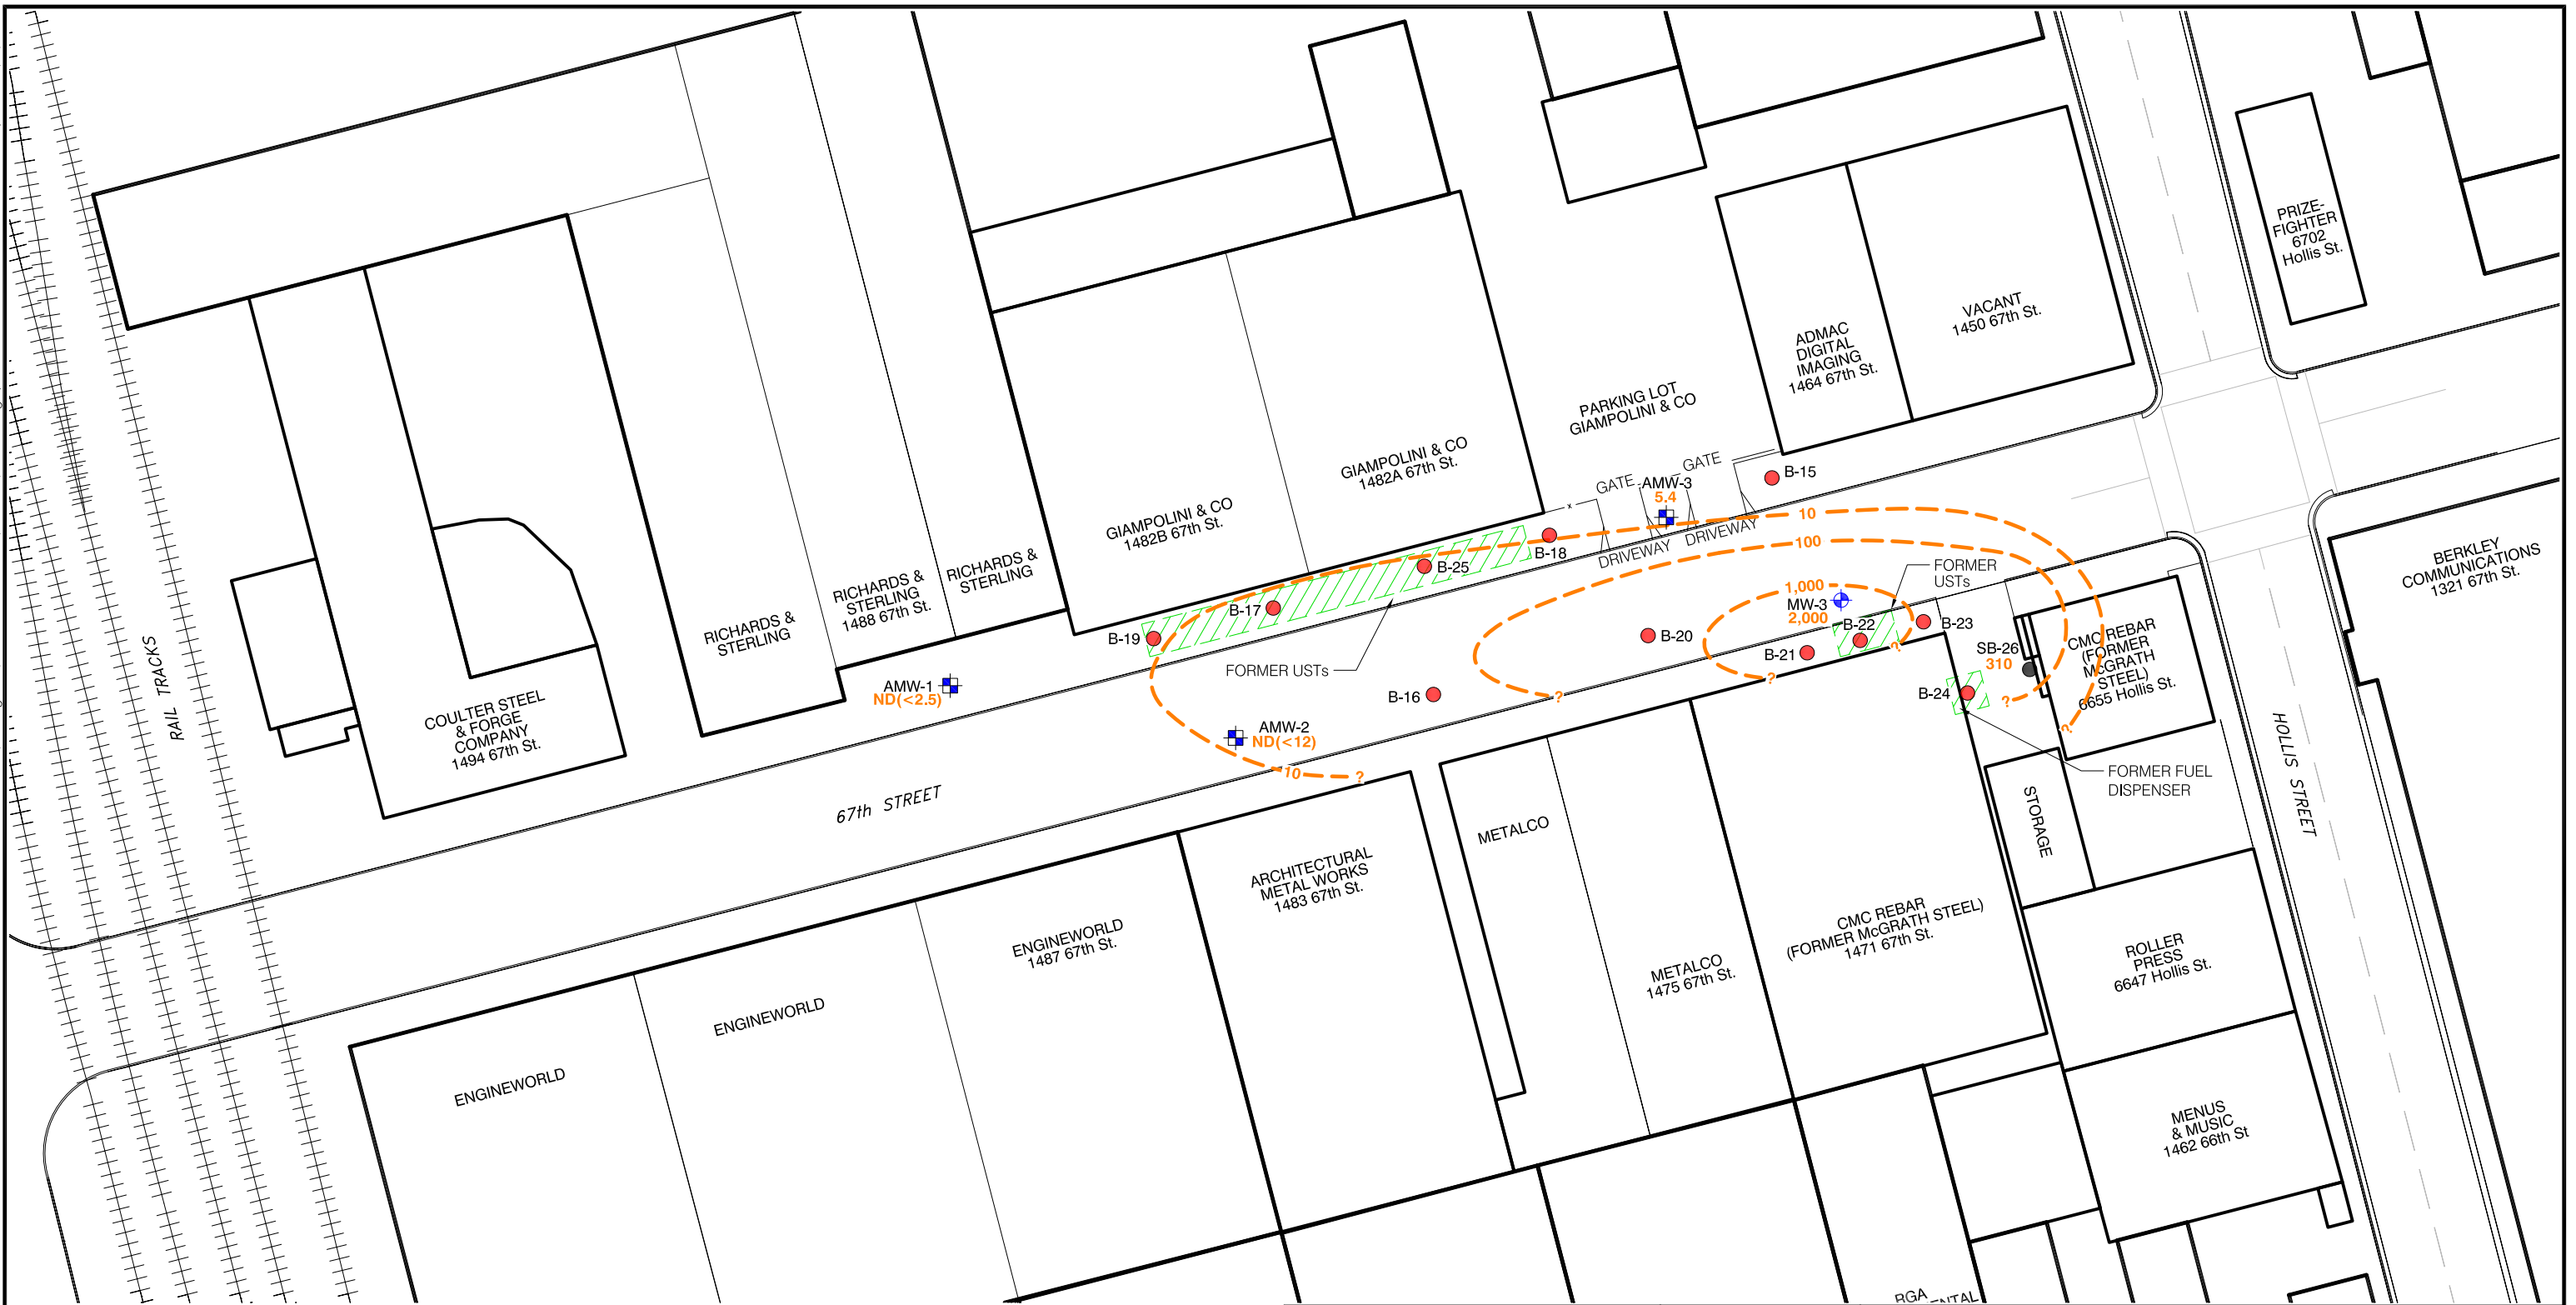 PRIZE-
FIGHTER
6702
Hollis St.
VACANT
1450 67th St.
ADMAC
DIGITAL
IMAGING
1464 67th St.
PARKING LOT
GIAMPOLINI & CO
GIAMPOLINI & CO
1482A 67th St.
GIAMPOLINI & CO
1482B 67th St.
GATE
GATE
AMW-3
5.4
B-15
x
10
DRIVEWAY
DRIVEWAY
100
B-18
B-25
BERKLEY
COMMUNICATIONS
1321 67th St.
RICHARDS &
STERLING
RICHARDS &
STERLING
1488 67th St.
RICHARDS &
STERLING
FORMER
USTs
1,000
MW-3
2,000
B-17
B-19
B-22
B-23
B-20
B-21
?
SB-26
310
CMC REBAR
(FORMER
McGRATH
STEEL)
6655 Hollis St.
FORMER USTs
AMW-1
ND(<2.5)
B-16
?
?
B-24
?
?
RAIL TRACKS
COULTER STEEL
& FORGE
COMPANY
1494 67th St.
AMW-2
ND(<12)
10
?
FORMER FUEL
DISPENSER
HOLLIS STREET
67th STREET
STORAGE
METALCO
ARCHITECTURAL
METAL WORKS
1483 67th St.
ENGINEWORLD
1487 67th St.
CMC REBAR
(FORMER McGRATH STEEL)
1471 67th St.
METALCO
1475 67th St.
ROLLER
PRESS
6647 Hollis St.
ENGINEWORLD
ENGINEWORLD
MENUS
& MUSIC
1462 66th St
RGA